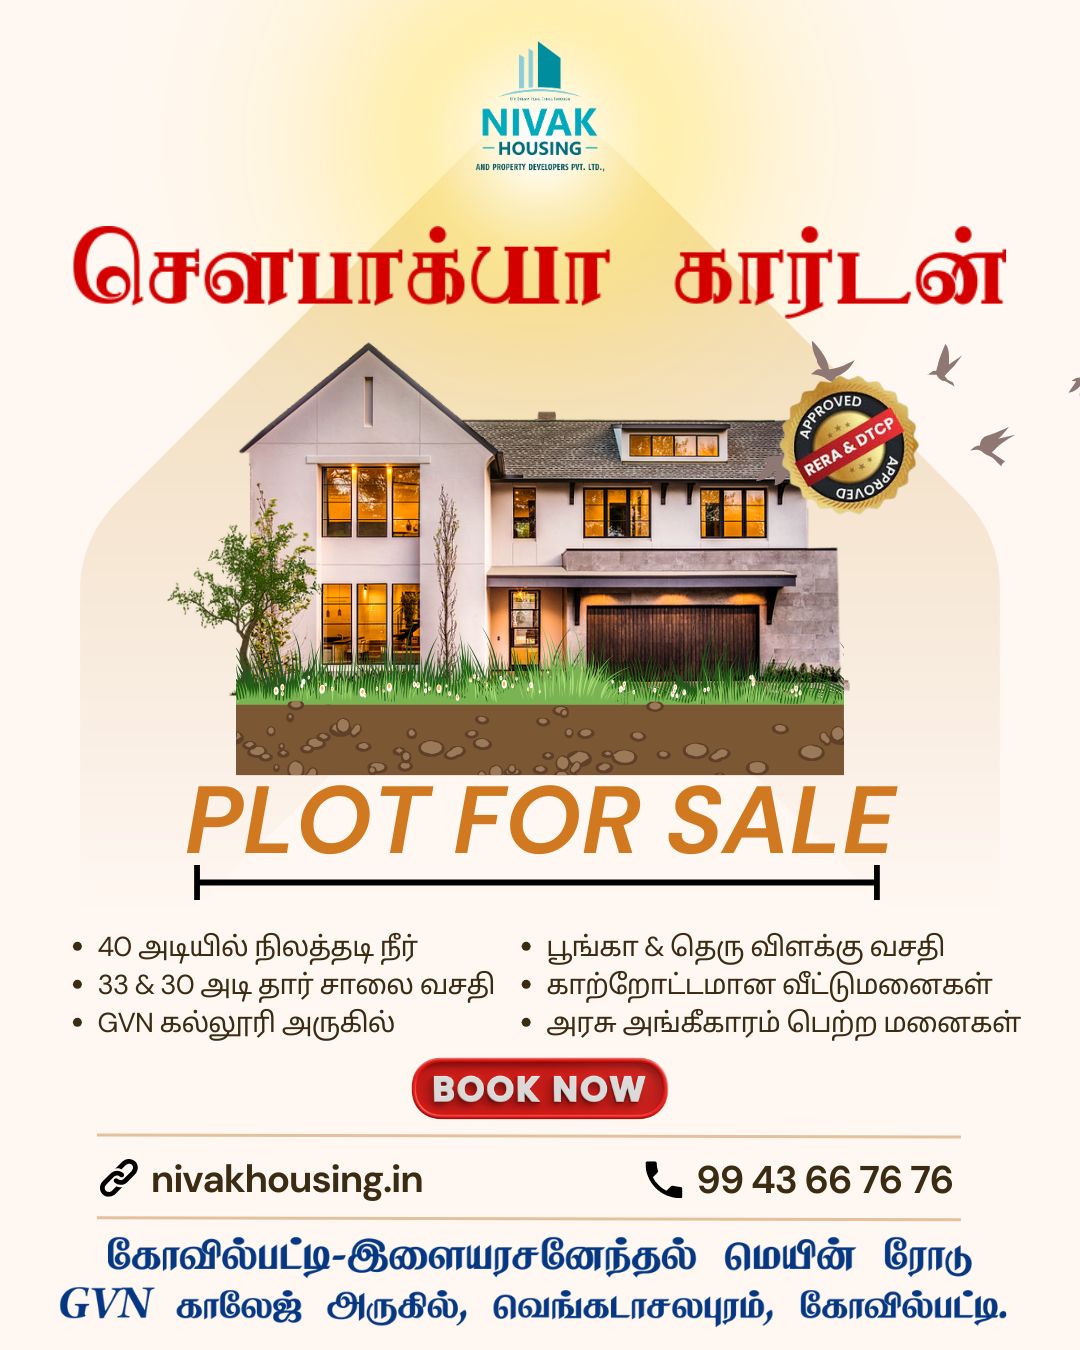 NIVAK
HOUSING
AND PROPERTY DEVELOPERS PVT. LTD.,
சௌபாக்யா கார்டன்
APPROVED
RERA & DTCP
APPROVED
PLOT FOR SALE
40 அடியில் நிலத்தடி நீர்
33 & 30 அடி தார் சாலை வசதி
GVN கல்லூரி அருகில்
பூங்கா & தெரு விளக்கு வசதி
காற்றோட்டமான வீட்டுமனைகள்
அரசு அங்கீகாரம் பெற்ற மனைகள்
BOOK NOW
nivakhousing.in
99 43 66 76 76
கோவில்பட்டி-இளையரசனேந்தல் மெயின் ரோடு
GVN காலேஜ் அருகில், வெங்கடாசலபுரம், கோவில்பட்டி.